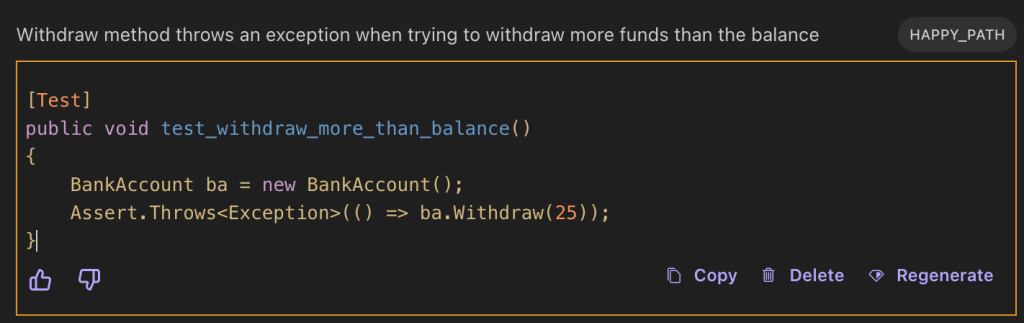 Withdraw method throws an exception when trying to withdraw more funds than the balance HAPPY_PATH
[Test]
public void test_withdraw_more_than_balance()
{
    BankAccount ba = new BankAccount();
    Assert.Throws<Exception>(() => ba.Withdraw(25));
}
Copy Delete Regenerate